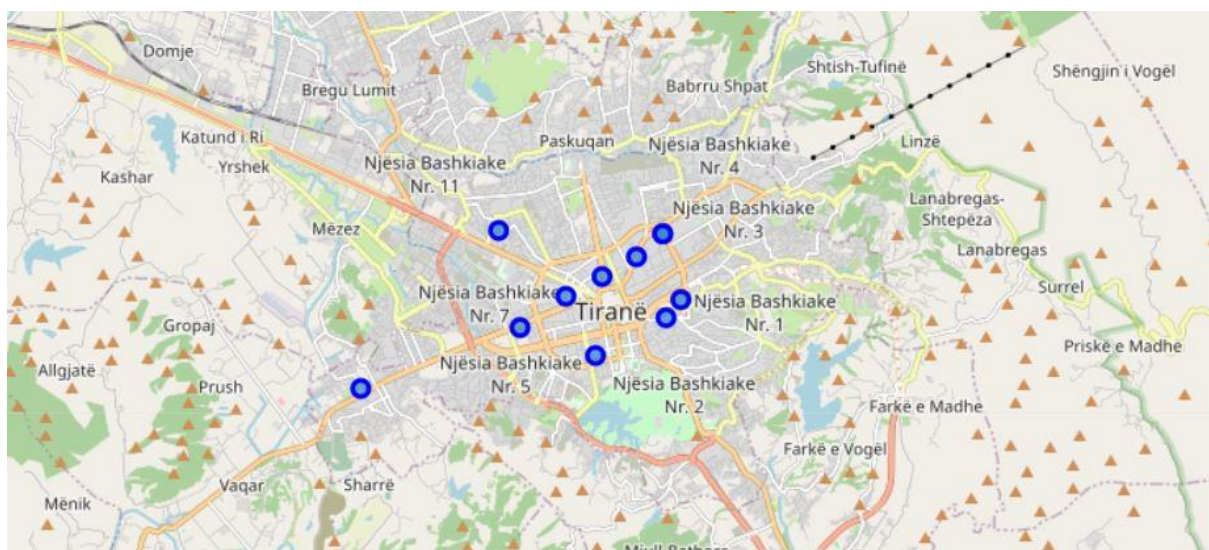 Domje
Bregu Lumit
Babrru Shpat
Shtish-Tufinë
Shëngjin i Vogël
Katund i Ri
Yrshek
Kashar
Paskuqan
Njësia Bashkiake
Nr. 11
Njësia Bashkiake
Nr. 4
Linzë
Mëzez
Njësia Bashkiake
Nr. 3
Lanabregas-
Shtepëza
Lanabregas
Surrel
Njësia Bashkiake
Nr. 7
Tiranë
Njësia Bashkiake
Nr. 1
Gropaj
Allgjatë
Prush
Njësia Bashkiake
Nr. 5
Njësia Bashkiake
Nr. 2
Priskë e Madhe
Farkë e Madhe
Farkë e Vogël
Mënik
Vaqar
Sharrë